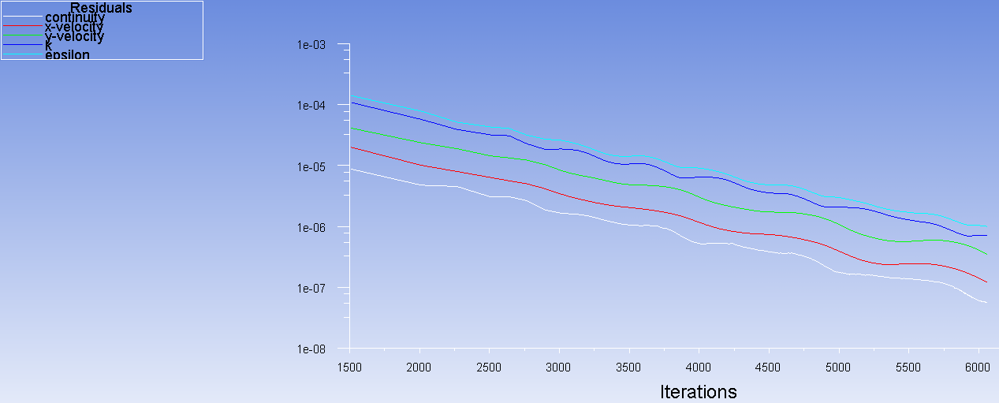 Residuals
continuity
x-velocity
y-velocity
k
epsilon
1e-03
1e-04
1e-05
1e-06
1e-07
1e-08
1500 2000 2500 3000 3500 4000 4500 5000 5500 6000
Iterations